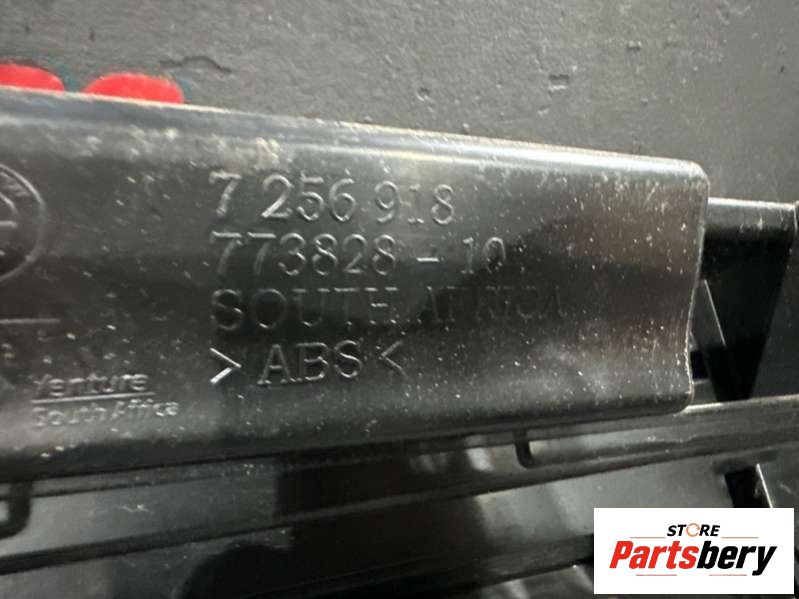 7 256 918
773828 - 10
SOUTH AFRICA
> ABS <
Venture
South Africa
STORE
Partsbery